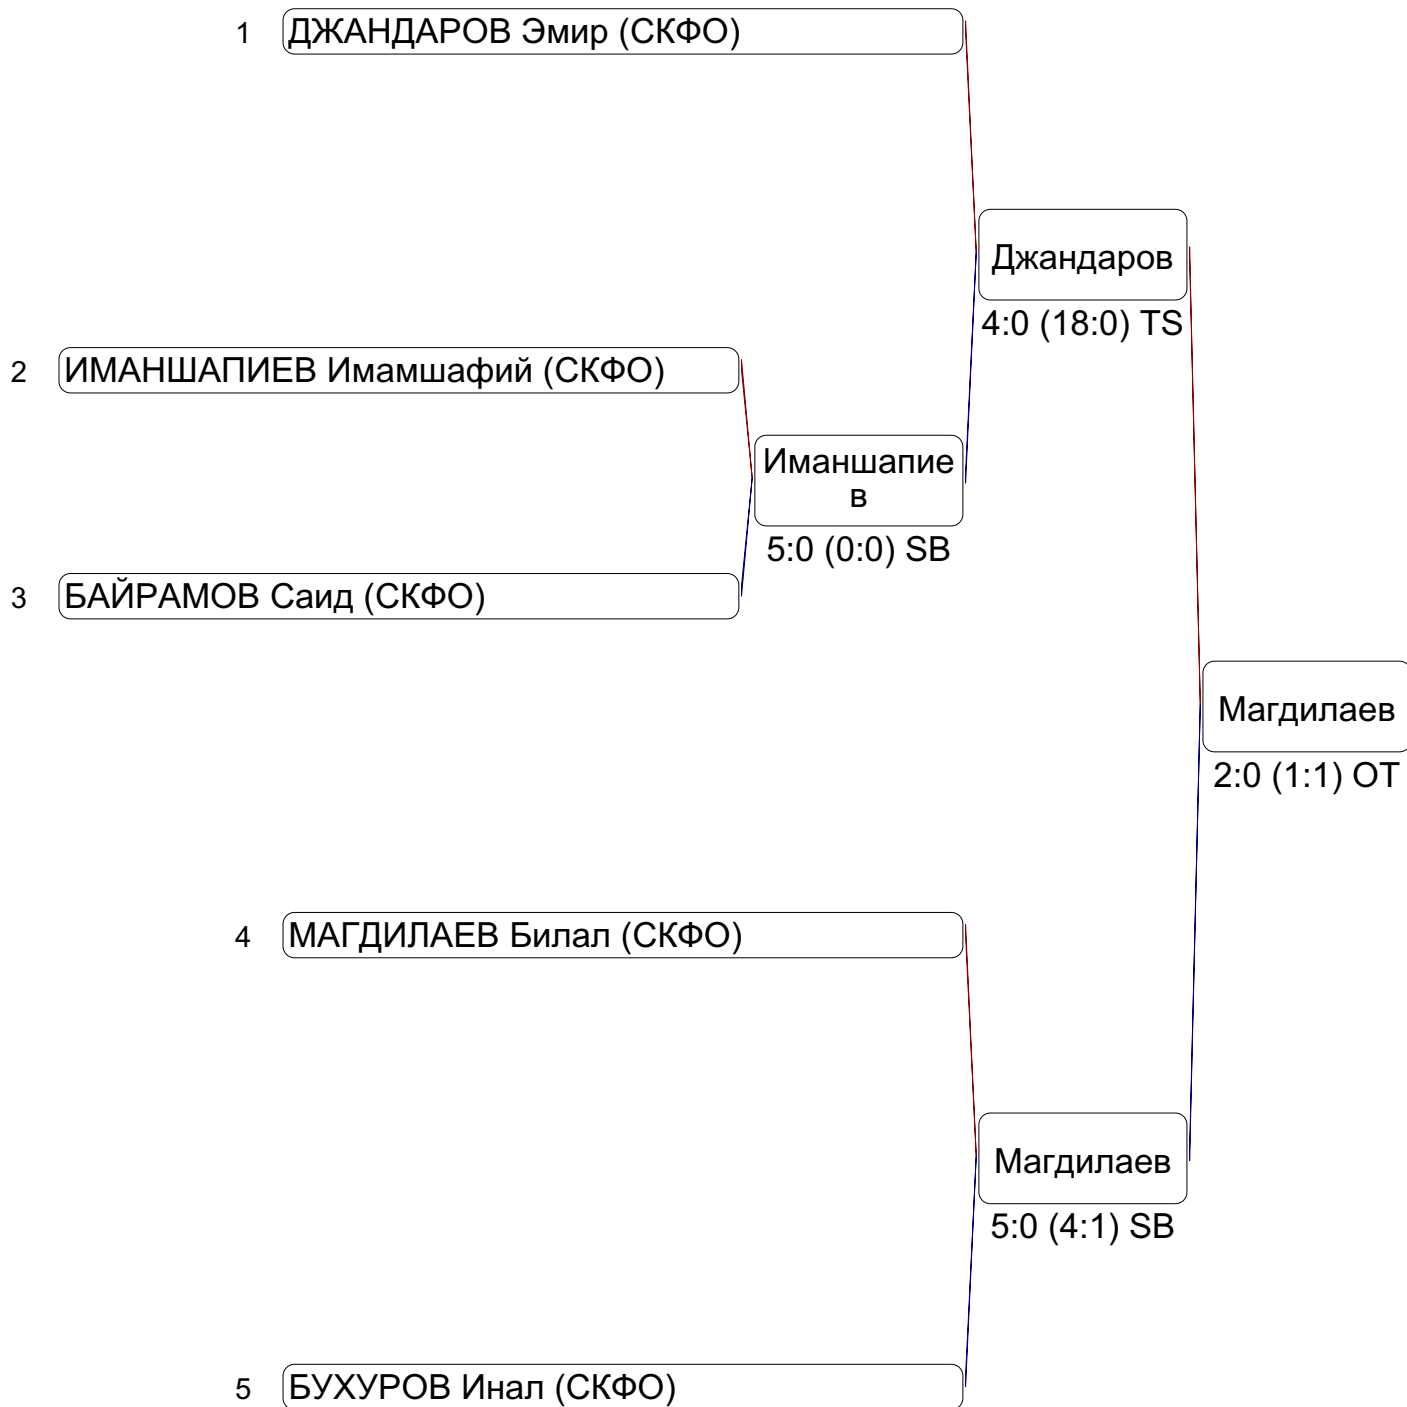 1 ДЖАНДАРОВ Эмир (СКФО)
Джандаров
4:0 (18:0) TS
2 ИМАНШАПИЕВ Имамшафий (СКФО)
Иманшапие
в
5:0 (0:0) SB
3 БАЙРАМОВ Саид (СКФО)
Магдилаев
2:0 (1:1) OT
4 МАГДИЛАЕВ Билал (СКФО)
Магдилаев
5:0 (4:1) SB
5 БУХУРОВ Инал (СКФО)